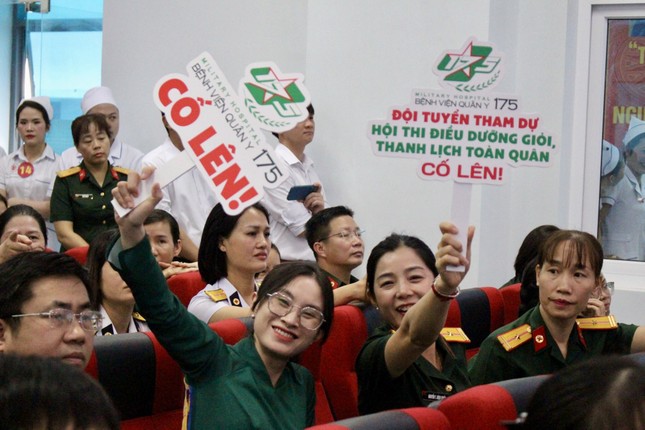 175
MILITARY HOSPITAL
BỆNH VIỆN QUÂN Y 175
CỐ LÊN!
175
MILITARY HOSPITAL
BỆNH VIỆN QUÂN Y 175
ĐỘI TUYỂN THAM DỰ
HỘI THI ĐIỀU DƯỠNG GIỎI,
THANH LỊCH TOÀN QUÂN
CỐ LÊN!
14